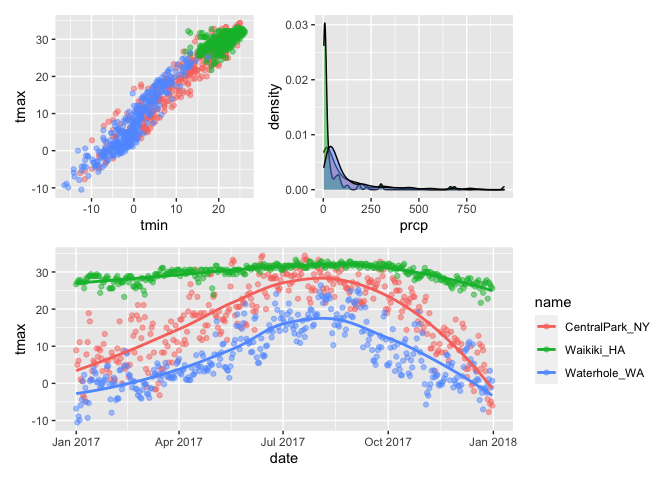 tmax
30
20
10
0
-10
-10
0
10
20
tmin
density
0.03
0.02
0.01
0.00
0
250
500
750
prcp
tmax
30
20
10
0
-10
Jan 2017
Apr 2017
Jul 2017
Oct 2017
Jan 2018
date
name
CentralPark_NY
Waikiki_HA
Waterhole_WA